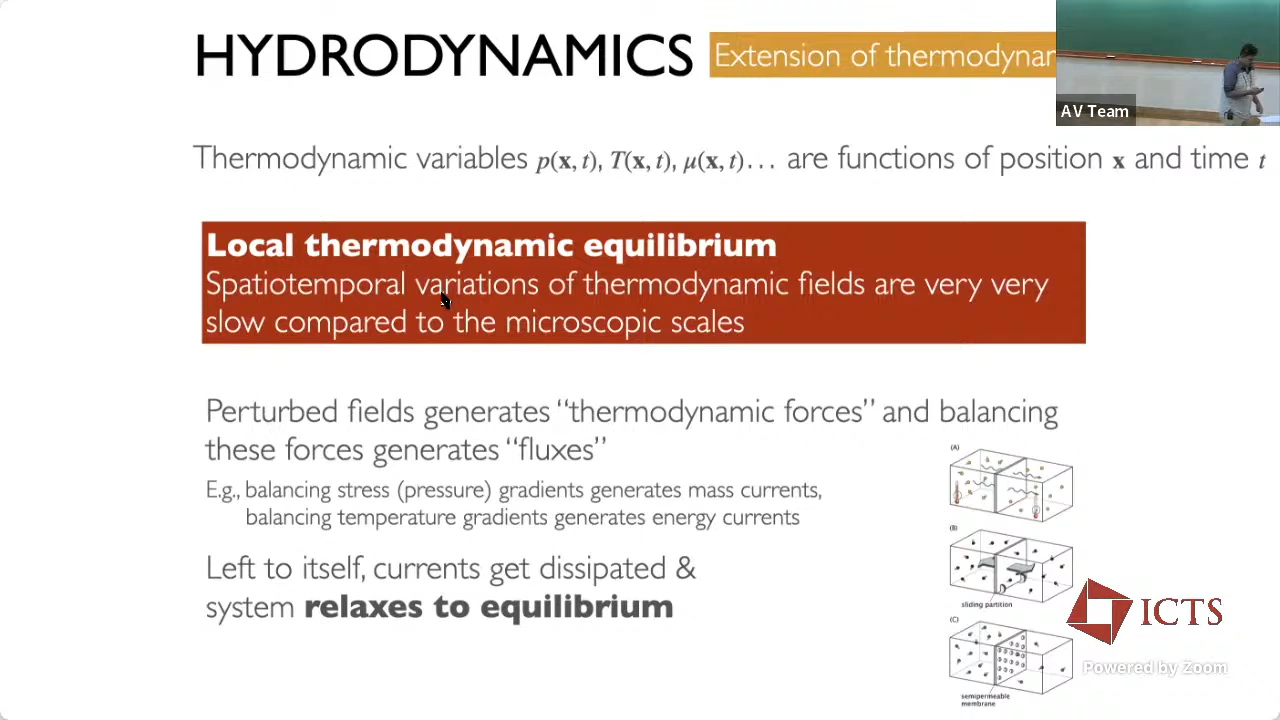 HYDRODYNAMICS
Extension of thermodynam
AV Team
Thermodynamic variables p(x, t), T(x, t), μ(x, t)… are functions of position x and time t
Local thermodynamic equilibrium
Spatiotemporal variations of thermodynamic fields are very very
slow compared to the microscopic scales
Perturbed fields generates “thermodynamic forces” and balancing
these forces generates “fluxes”
E.g., balancing stress (pressure) gradients generates mass currents,
balancing temperature gradients generates energy currents
Left to itself, currents get dissipated &
system relaxes to equilibrium
(A)
(B)
sliding partition
(C)
semipermeable
membrane
ICTS
Powered by Zoom